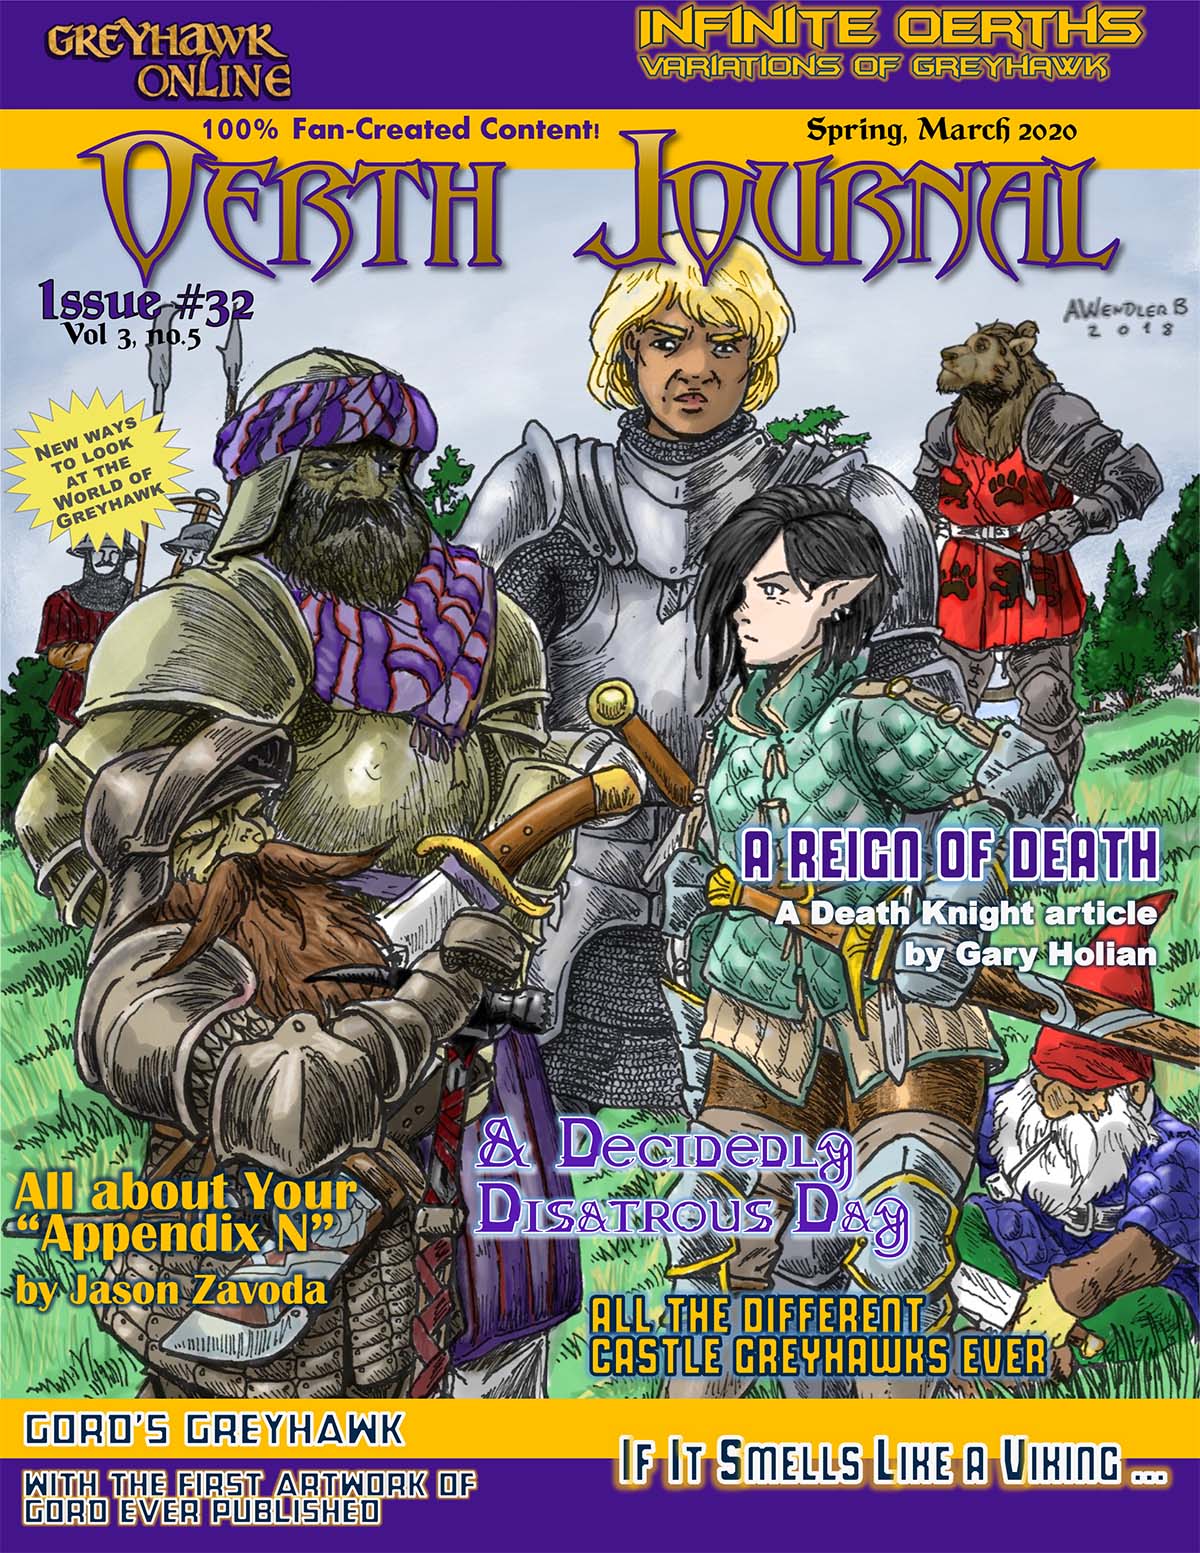 GREYHAWK
ONLINE
INFINITE OERTHS
VARIATIONS OF GREYHAWK
100% Fan-Created Content!
Spring, March 2020
OERTH JOURNAL
Issue #32
Vol 3, no.5
AWENDLER B
2018
NEW WAYS
TO LOOK
AT THE
WORLD OF
GREYHAWK
A REIGN OF DEATH
A Death Knight article
by Gary Holian
A DECIDEDLY
DISATROUS DAY
All about Your
“Appendix N”
by Jason Zavoda
ALL THE DIFFERENT
CASTLE GREYHAWKS EVER
GORD'S GREYHAWK
WITH THE FIRST ARTWORK OF
GORD EVER PUBLISHED
IF IT SMELLS LIKE A VIKING ...